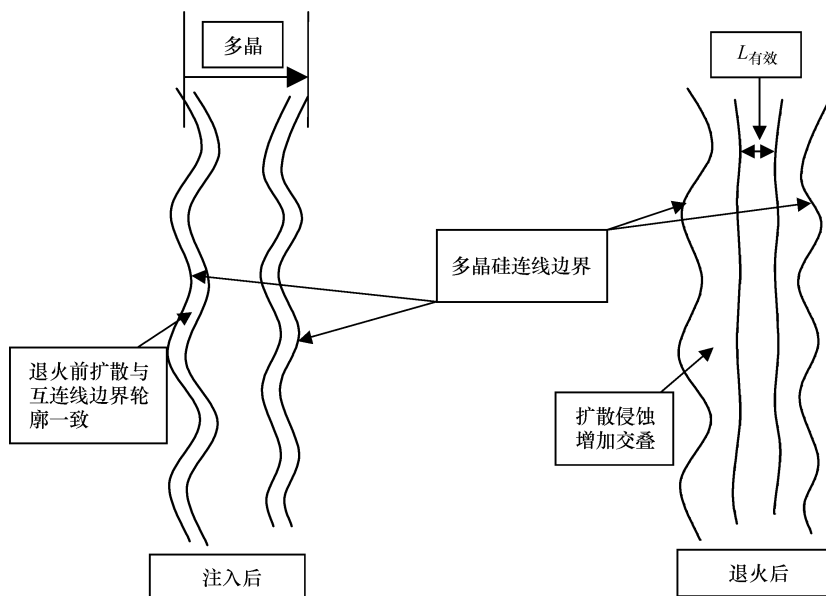 多晶
L有效
多晶硅连线边界
退火前扩散与
互连线边界轮
廓一致
扩散侵蚀
增加交叠
注入后
退火后